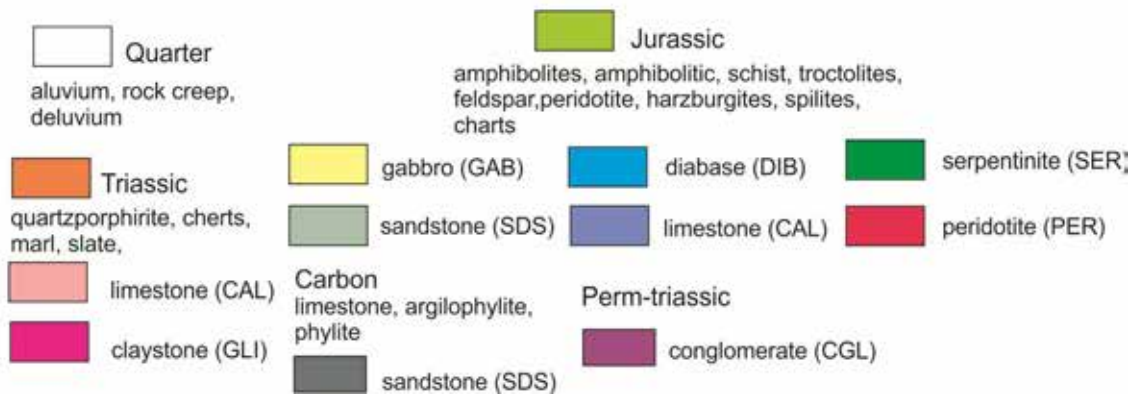 Quarter
aluvium, rock creep,
deluvium
Jurassic
amphibolites, amphibolitic, schist, troctolites,
feldspar,peridotite, harzburgites, spilites,
charts
Triassic
quartzporphirite, cherts,
marl, slate,
limestone (CAL)
claystone (GLI)
gabbro (GAB)
sandstone (SDS)
diabase (DIB)
limestone (CAL)
serpentinite (SER)
peridotite (PER)
Carbon
limestone, argilophylite,
phylite
sandstone (SDS)
Perm-triassic
conglomerate (CGL)